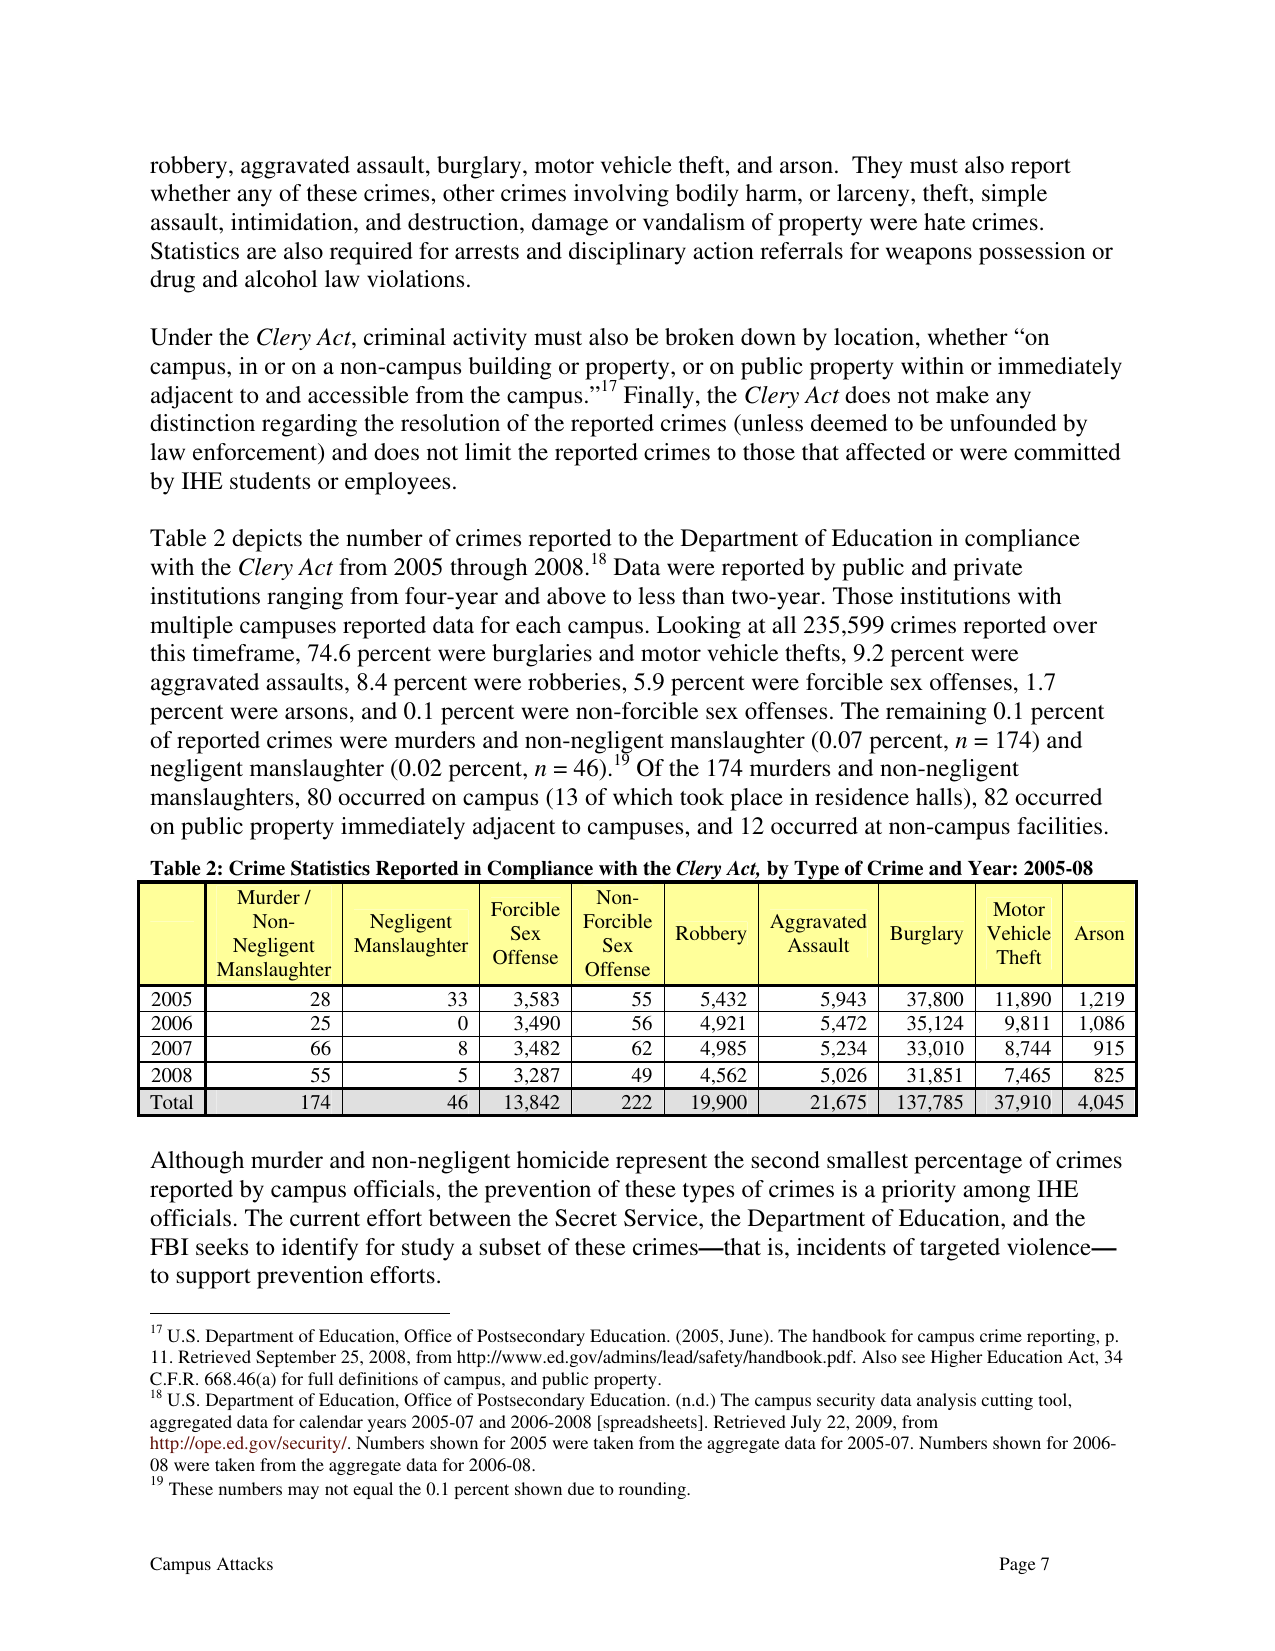 robbery, aggravated assault, burglary, motor vehicle theft, and arson.  They must also report
whether any of these crimes, other crimes involving bodily harm, or larceny, theft, simple
assault, intimidation, and destruction, damage or vandalism of property were hate crimes.
Statistics are also required for arrests and disciplinary action referrals for weapons possession or
drug and alcohol law violations.
Under the Clery Act, criminal activity must also be broken down by location, whether “on
campus, in or on a non-campus building or property, or on public property within or immediately
adjacent to and accessible from the campus.”17 Finally, the Clery Act does not make any
distinction regarding the resolution of the reported crimes (unless deemed to be unfounded by
law enforcement) and does not limit the reported crimes to those that affected or were committed
by IHE students or employees.
Table 2 depicts the number of crimes reported to the Department of Education in compliance
with the Clery Act from 2005 through 2008.18 Data were reported by public and private
institutions ranging from four-year and above to less than two-year. Those institutions with
multiple campuses reported data for each campus. Looking at all 235,599 crimes reported over
this timeframe, 74.6 percent were burglaries and motor vehicle thefts, 9.2 percent were
aggravated assaults, 8.4 percent were robberies, 5.9 percent were forcible sex offenses, 1.7
percent were arsons, and 0.1 percent were non-forcible sex offenses. The remaining 0.1 percent
of reported crimes were murders and non-negligent manslaughter (0.07 percent, n = 174) and
negligent manslaughter (0.02 percent, n = 46).19 Of the 174 murders and non-negligent
manslaughters, 80 occurred on campus (13 of which took place in residence halls), 82 occurred
on public property immediately adjacent to campuses, and 12 occurred at non-campus facilities.
Table 2: Crime Statistics Reported in Compliance with the Clery Act, by Type of Crime and Year: 2005-08
Murder / Non-Negligent Manslaughter Negligent Manslaughter Forcible Sex Offense Non-Forcible Sex Offense Robbery Aggravated Assault Burglary Motor Vehicle Theft Arson
2005 28 33 3,583 55 5,432 5,943 37,800 11,890 1,219
2006 25 0 3,490 56 4,921 5,472 35,124 9,811 1,086
2007 66 8 3,482 62 4,985 5,234 33,010 8,744 915
2008 55 5 3,287 49 4,562 5,026 31,851 7,465 825
Total 174 46 13,842 222 19,900 21,675 137,785 37,910 4,045
Although murder and non-negligent homicide represent the second smallest percentage of crimes
reported by campus officials, the prevention of these types of crimes is a priority among IHE
officials. The current effort between the Secret Service, the Department of Education, and the
FBI seeks to identify for study a subset of these crimes—that is, incidents of targeted violence—
to support prevention efforts.
17 U.S. Department of Education, Office of Postsecondary Education. (2005, June). The handbook for campus crime reporting, p.
11. Retrieved September 25, 2008, from http://www.ed.gov/admins/lead/safety/handbook.pdf. Also see Higher Education Act, 34
C.F.R. 668.46(a) for full definitions of campus, and public property.
18 U.S. Department of Education, Office of Postsecondary Education. (n.d.) The campus security data analysis cutting tool,
aggregated data for calendar years 2005-07 and 2006-2008 [spreadsheets]. Retrieved July 22, 2009, from
http://ope.ed.gov/security/. Numbers shown for 2005 were taken from the aggregate data for 2005-07. Numbers shown for 2006-
08 were taken from the aggregate data for 2006-08.
19 These numbers may not equal the 0.1 percent shown due to rounding.
Campus Attacks Page 7